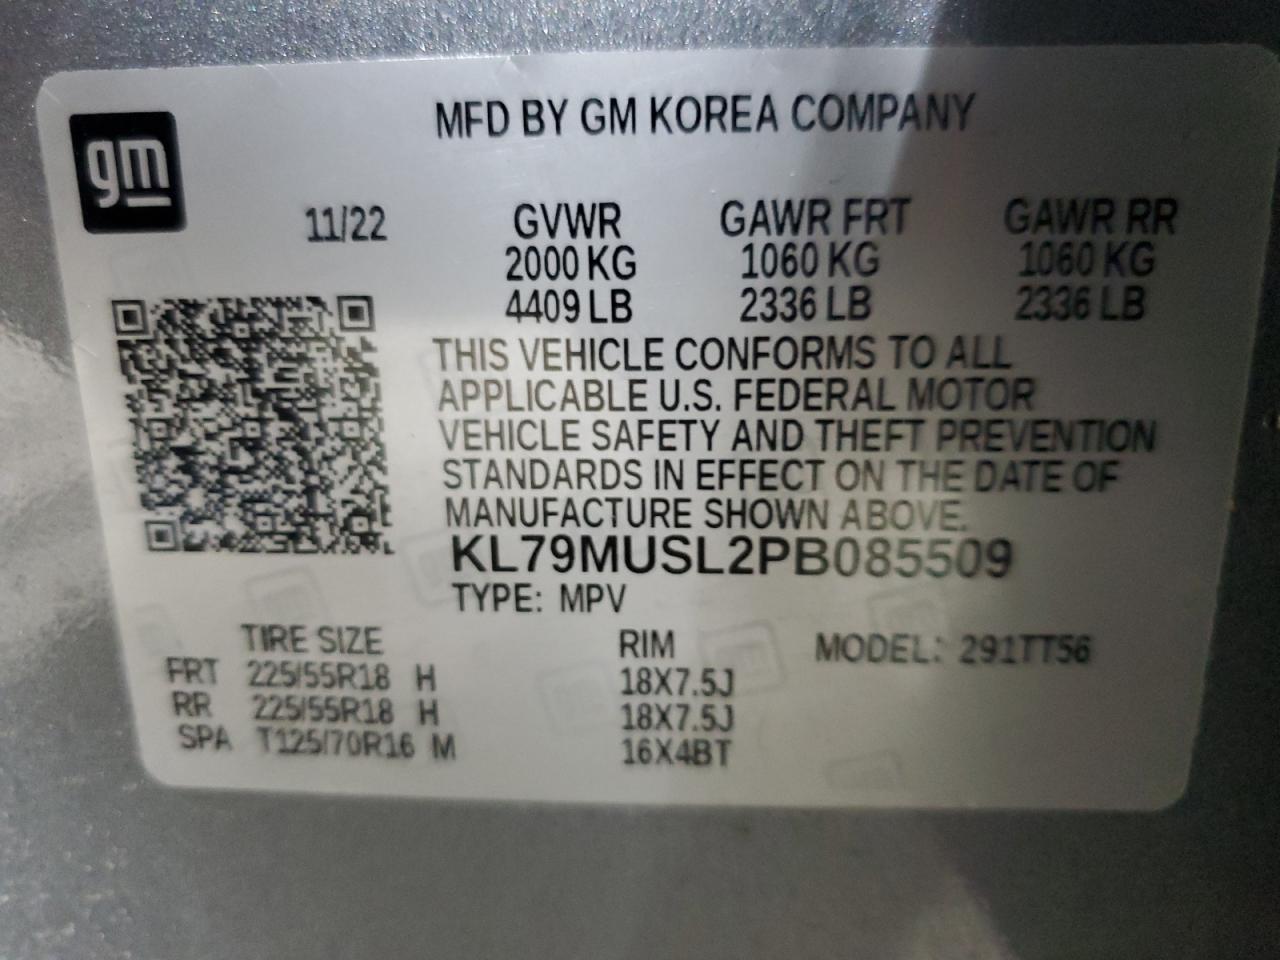 MFD BY GM KOREA COMPANY
gm
11/22 GVWR GAWR FRT GAWR RR
2000 KG 1060 KG 1060 KG
4409 LB 2336 LB 2336 LB
THIS VEHICLE CONFORMS TO ALL
APPLICABLE U.S. FEDERAL MOTOR
VEHICLE SAFETY AND THEFT PREVENTION
STANDARDS IN EFFECT ON THE DATE OF
MANUFACTURE SHOWN ABOVE.
KL79MUSL2PB085509
TYPE: MPV
TIRE SIZE RIM MODEL: 291TT56
FRT 225/55R18 H 18X7.5J
RR 225/55R18 H 18X7.5J
SPA T125/70R16 M 16X4BT